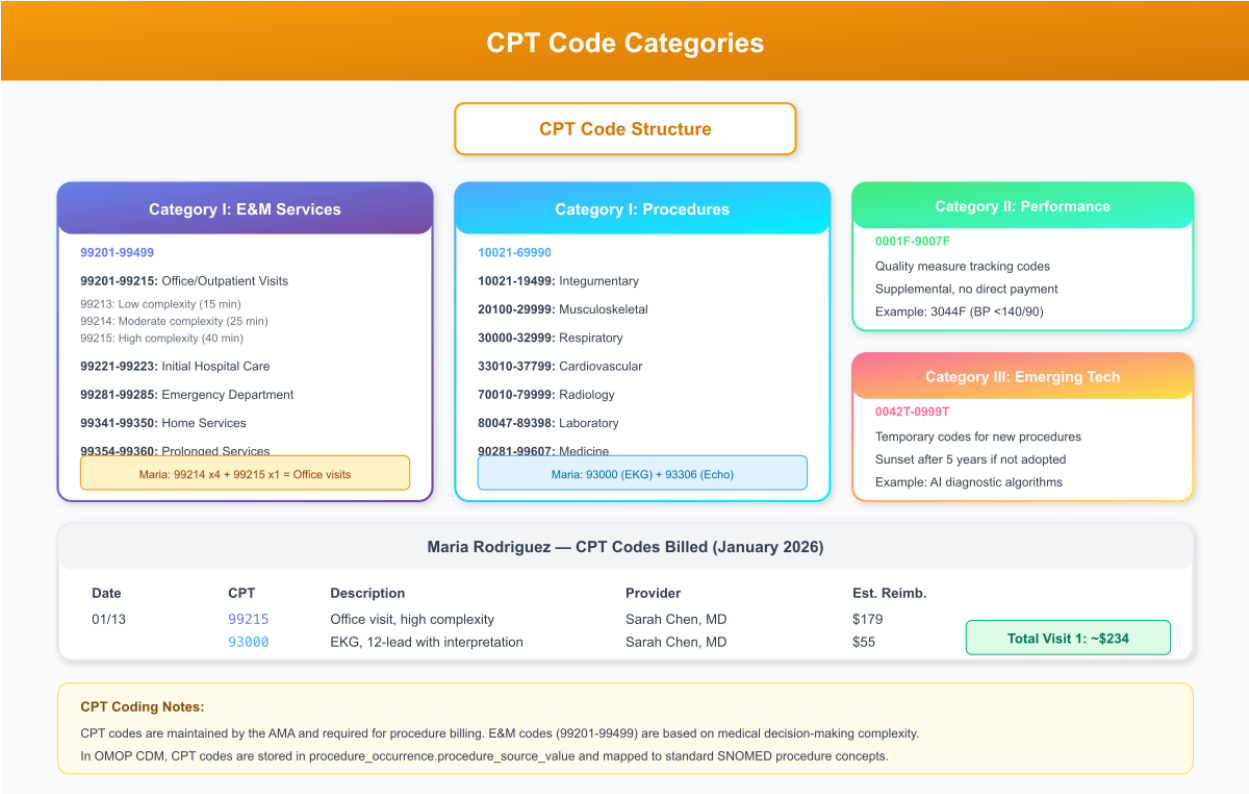 CPT Code Categories
CPT Code Structure
Category I: E&M Services
99201-99499
99201-99215: Office/Outpatient Visits
99213: Low complexity (15 min)
99214: Moderate complexity (25 min)
99215: High complexity (40 min)
99221-99223: Initial Hospital Care
99281-99285: Emergency Department
99341-99350: Home Services
99354-99360: Prolonged Services
Maria: 99214 x4 + 99215 x1 = Office visits
Category I: Procedures
10021-69990
10021-19499: Integumentary
20100-29999: Musculoskeletal
30000-32999: Respiratory
33010-37799: Cardiovascular
70010-79999: Radiology
80047-89398: Laboratory
90281-99607: Medicine
Maria: 93000 (EKG) + 93306 (Echo)
Category II: Performance
0001F-9007F
Quality measure tracking codes
Supplemental, no direct payment
Example: 3044F (BP <140/90)
Category III: Emerging Tech
0042T-0999T
Temporary codes for new procedures
Sunset after 5 years if not adopted
Example: AI diagnostic algorithms
Maria Rodriguez — CPT Codes Billed (January 2026)
Date CPT Description Provider Est. Reimb.
01/13 99215 Office visit, high complexity Sarah Chen, MD $179
93000 EKG, 12-lead with interpretation Sarah Chen, MD $55
Total Visit 1: ~$234
CPT Coding Notes:
CPT codes are maintained by the AMA and required for procedure billing. E&M codes (99201-99499) are based on medical decision-making complexity.
In OMOP CDM, CPT codes are stored in procedure_occurrence.procedure_source_value and mapped to standard SNOMED procedure concepts.